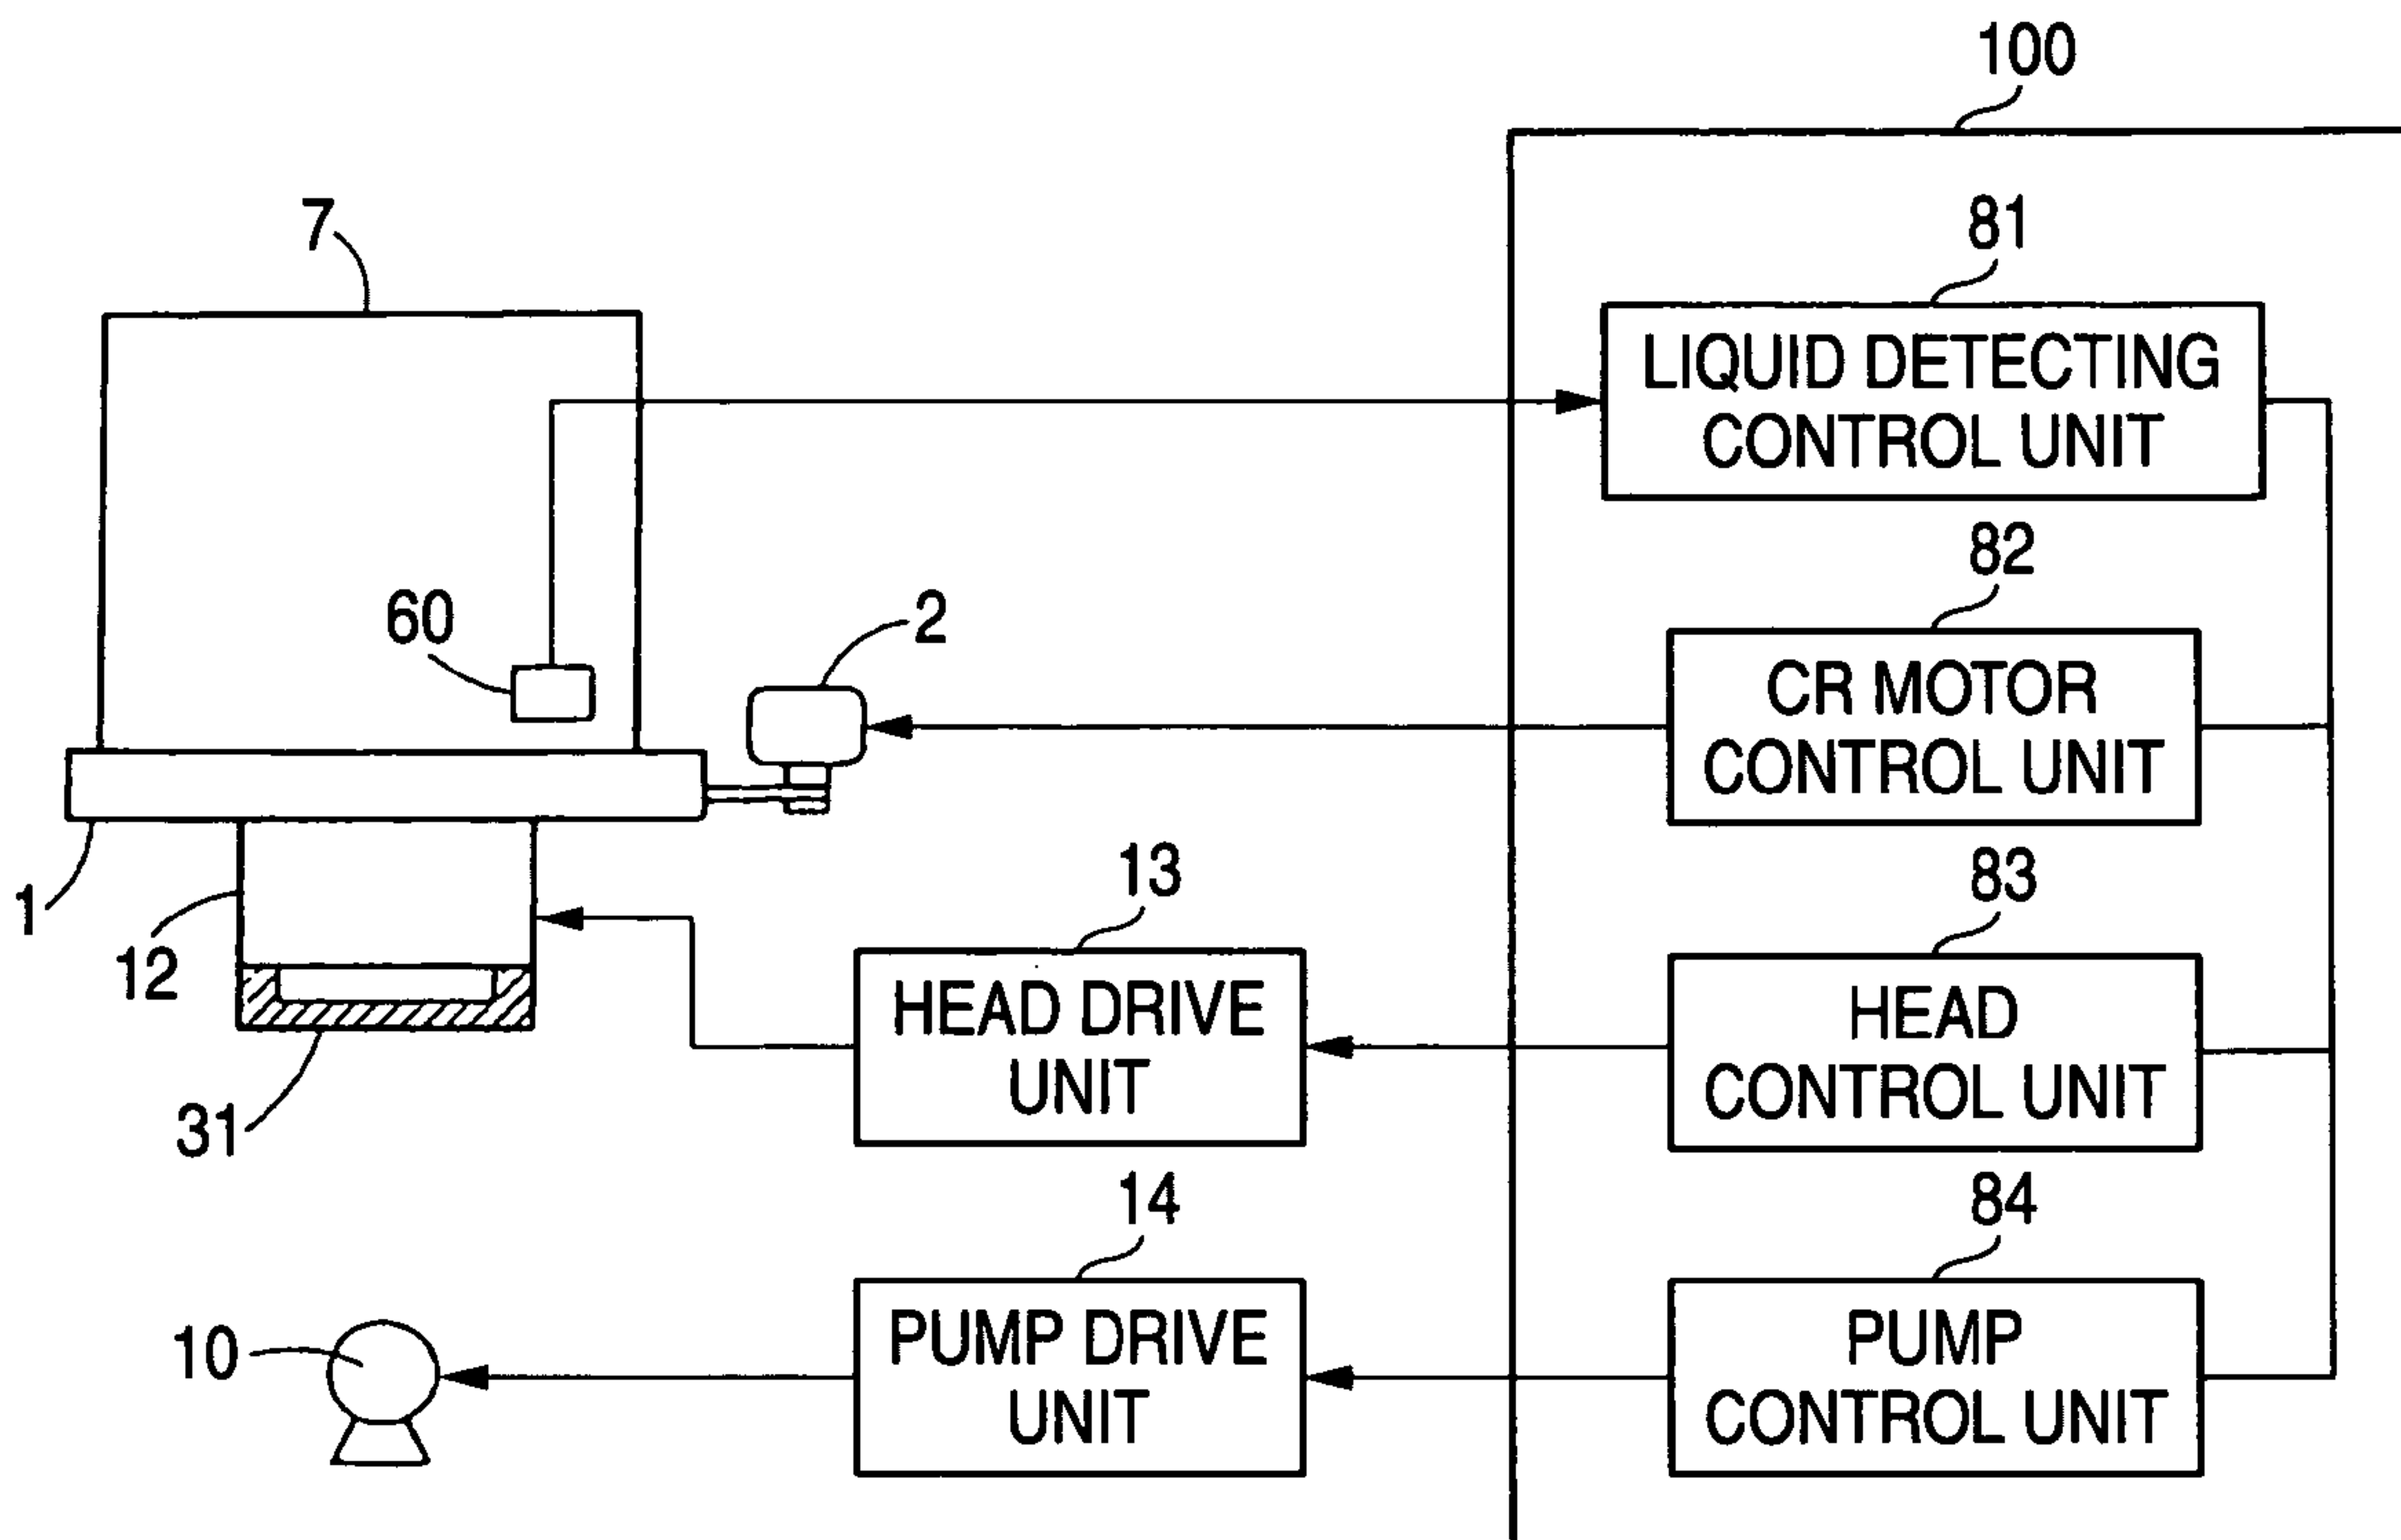 100
7
81
LIQUID DETECTING
CONTROL UNIT
82
60
2
CR MOTOR
CONTROL UNIT
1
12
13
83
HEAD DRIVE
UNIT
HEAD
CONTROL UNIT
31
14
84
10
PUMP DRIVE
UNIT
PUMP
CONTROL UNIT